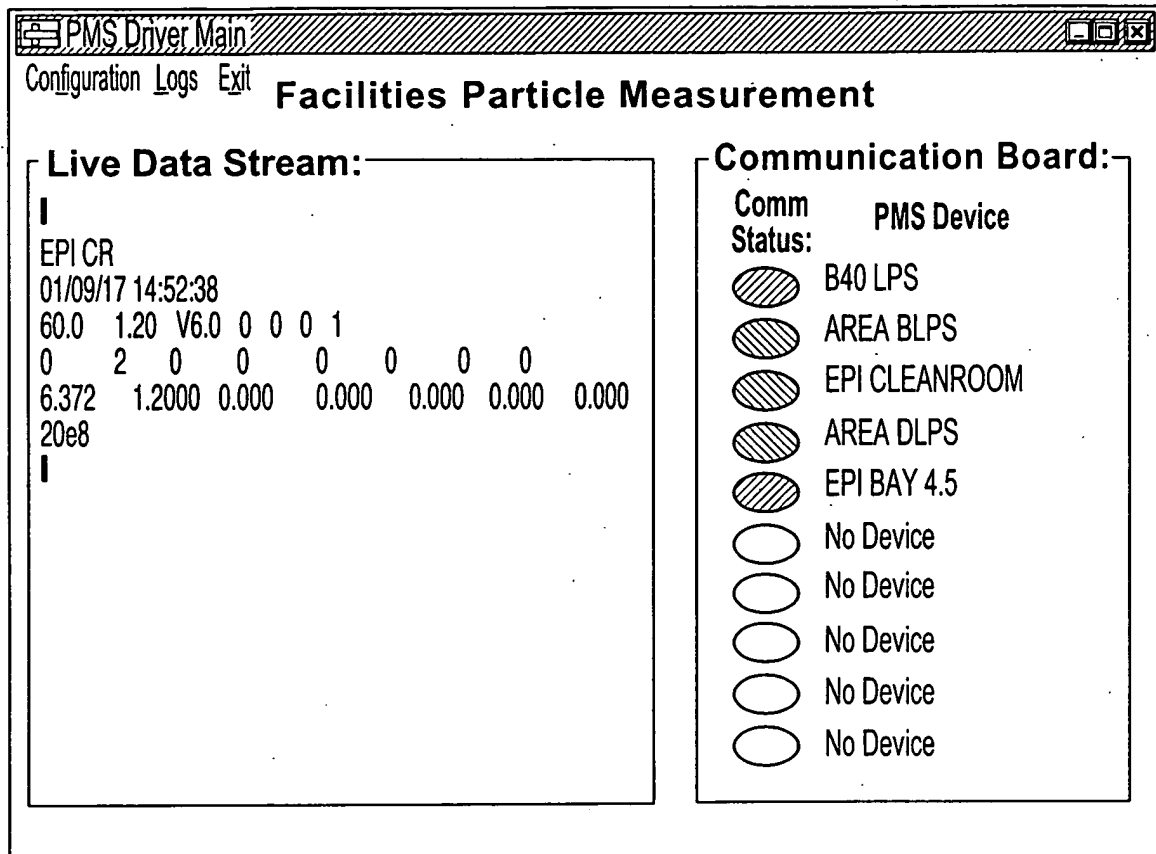 PMS Driver Main
Configuration Logs Exit
Facilities Particle Measurement
Live Data Stream:
EPI CR
01/09/17 14:52:38
60.0 1.20 V6.0 0 0 0 1
0 2 0 0 0 0 0 0
6.372 1.2000 0.000 0.000 0.000 0.000 0.000
20e8
Communication Board:
Comm Status: PMS Device
B40 LPS
AREA BLPS
EPI CLEANROOM
AREA DLPS
EPI BAY 4.5
No Device
No Device
No Device
No Device
No Device